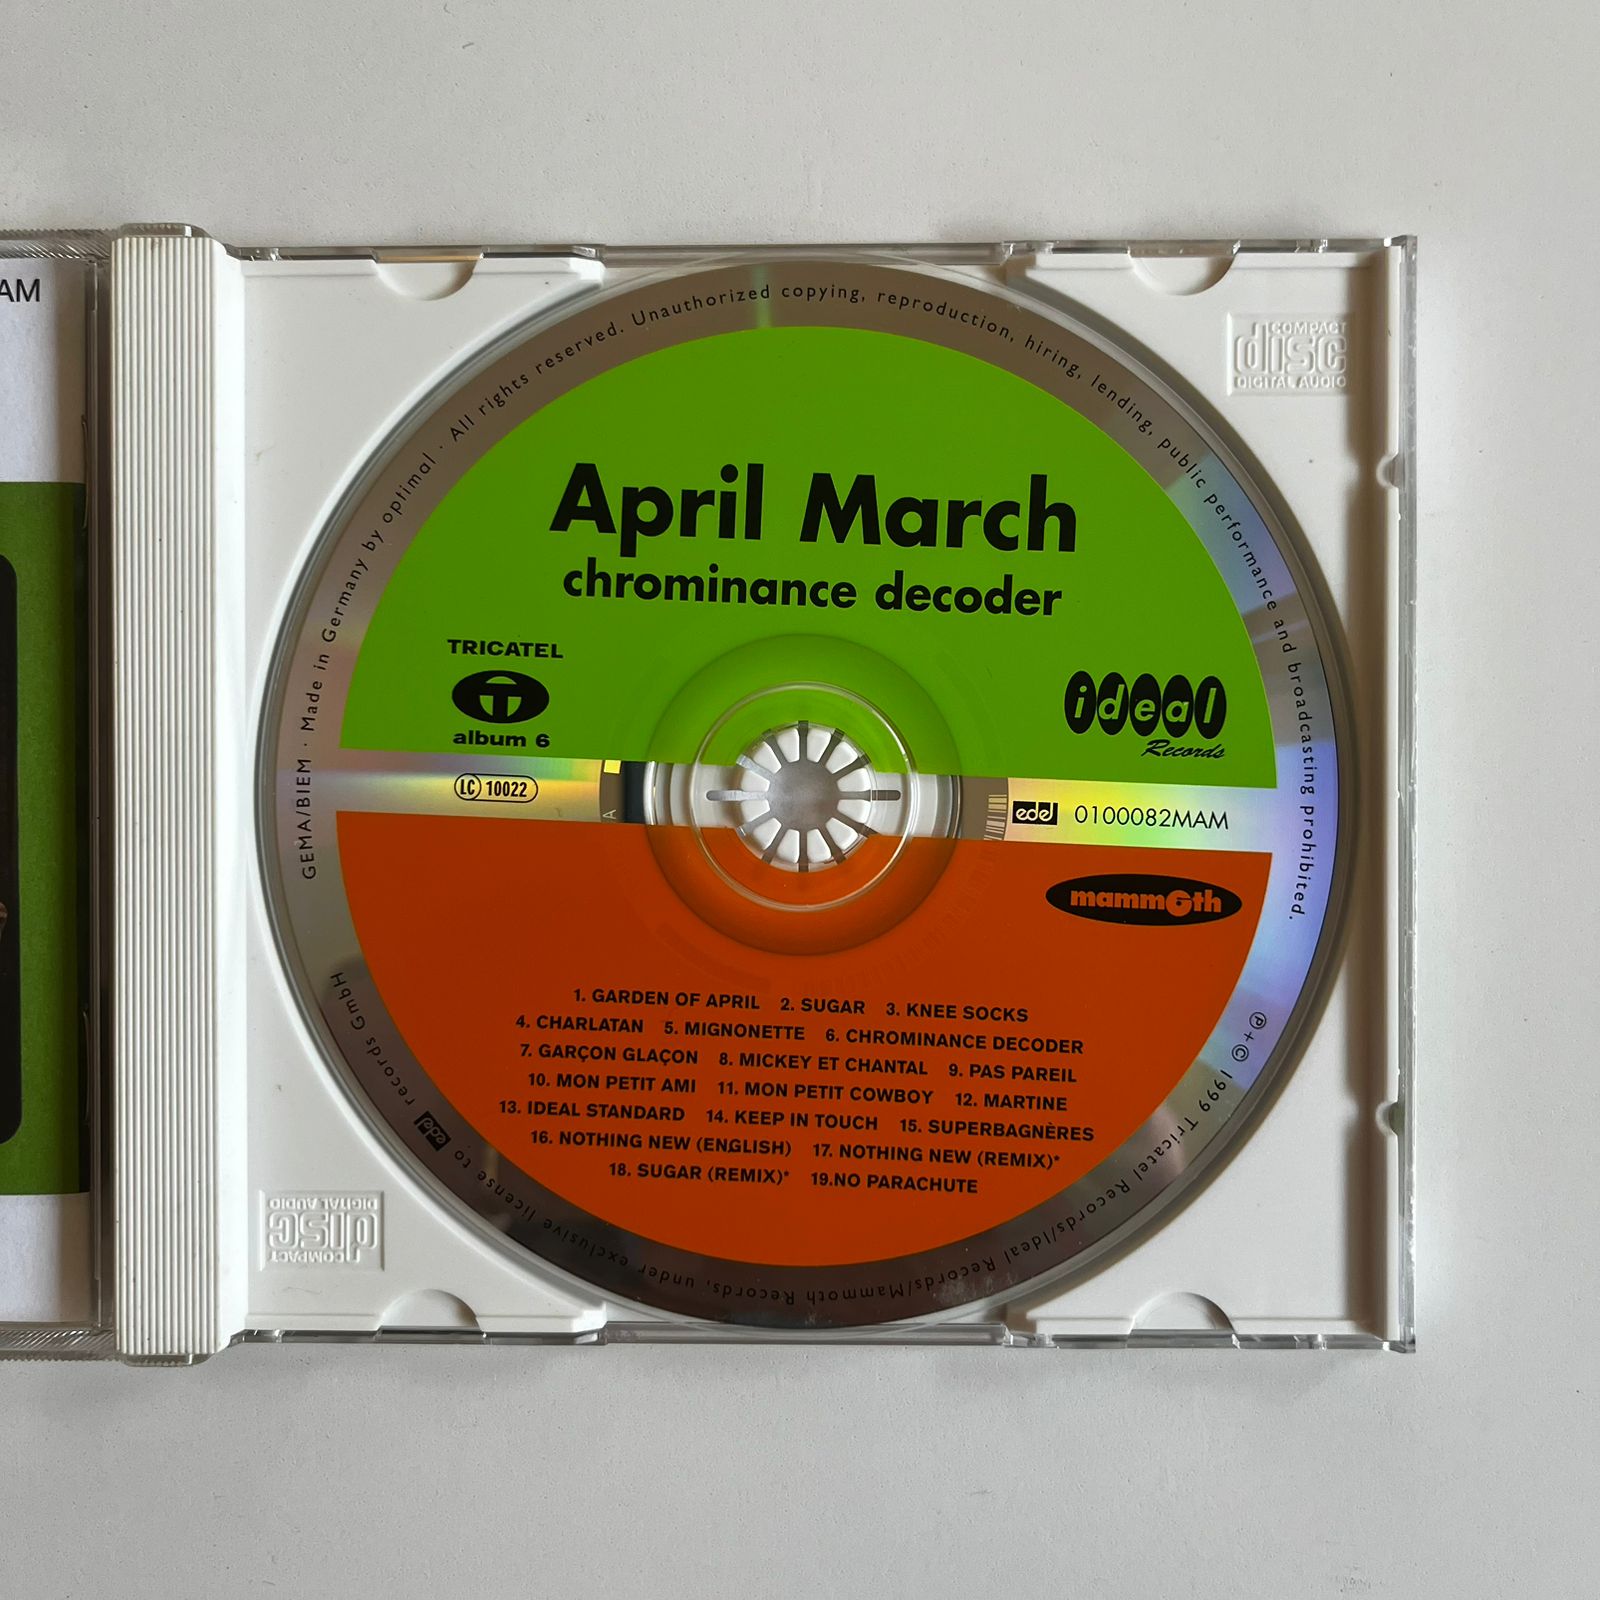 AM
COMPACT
disc
DIGITAL AUDIO
GEMA/BIEM · Made in Germany by optimal · All rights reserved. Unauthorized copying, reproduction, hiring, lending, public performance and broadcasting prohibited.
April March
chrominance decoder
TRICATEL
T
album 6
ideal
Records
LC 10022
A
edel 0100082MAM
mammoth
1. GARDEN OF APRIL 2. SUGAR 3. KNEE SOCKS
4. CHARLATAN 5. MIGNONETTE 6. CHROMINANCE DECODER
7. GARÇON GLAÇON 8. MICKEY ET CHANTAL 9. PAS PAREIL
10. MON PETIT AMI 11. MON PETIT COWBOY 12. MARTINE
13. IDEAL STANDARD 14. KEEP IN TOUCH 15. SUPERBAGNÈRES
16. NOTHING NEW (ENGLISH) 17. NOTHING NEW (REMIX)*
18. SUGAR (REMIX)* 19.NO PARACHUTE
℗+© 1999 Tricatel Records/Ideal Records/Mammoth Records, under exclusive license to edel records GmbH
COMPACT
disc
DIGITAL AUDIO